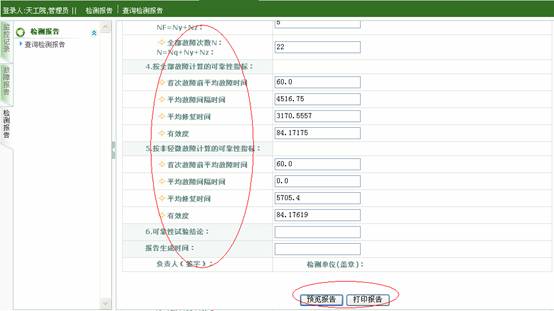 登录人:天工院,管理员 || 检测报告 | 查询检测报告
监控记录
故障报告
检测报告
检测报告
查询检测报告
NF=Ny+Nz:
5
全部故障次数N:
N=Nq+Ny+Nz:
22
4.按全部故障计算的可靠性指标:
首次故障前平均故障时间
60.0
平均故障间隔时间
4516.75
平均修复时间
3170.5557
有效度
84.17175
5.按非轻微故障计算的可靠性指标:
首次故障前平均故障时间
60.0
平均故障间隔时间
0.0
平均修复时间
5705.4
有效度
84.17619
6.可靠性试验结论:
报告生成时间:
负责人(签字):
检测单位(盖章):
预览报告
打印报告